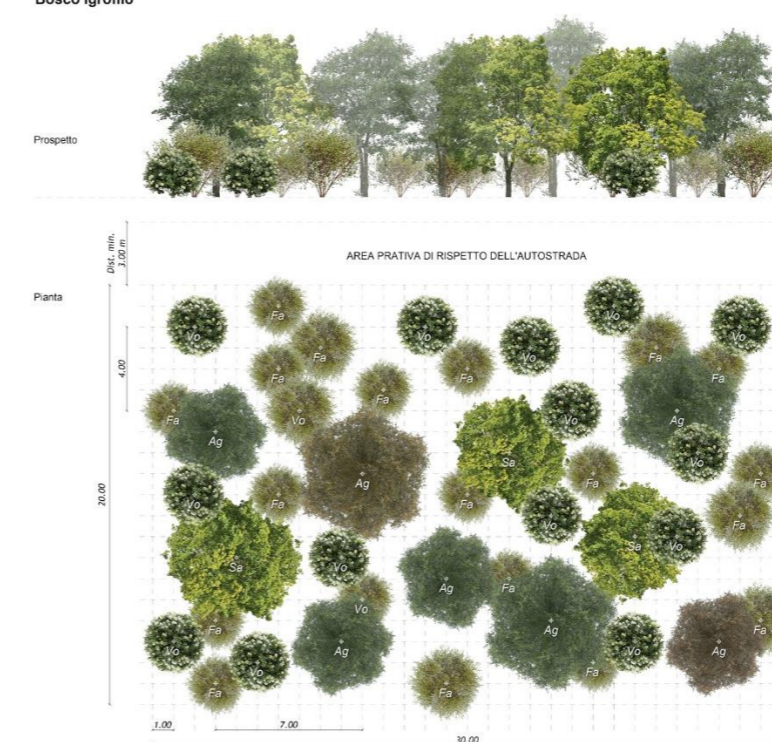 Bosco igrofilo
Prospetto
Dist. min.
3.00 m
AREA PRATIVA DI RISPETTO DELL'AUTOSTRADA
Pianta
Fa
Vo
Vo
Vo
Vo
Vo
Fa
Fa
Fa
Fa
Fa
4.00
Fa
Fa
Vo
Vo
Ag
Ag
Sa
Vo
Ag
Fa
Fa
20.00
Vo
Fa
Fa
Vo
Fa
Sa
Vo
Sa
Vo
Ag
Fa
Vo
Fa
Ag
Fa
Vo
Vo
Ag
Vo
Ag
Fa
Fa
Fa
1.00
7.00
30.00